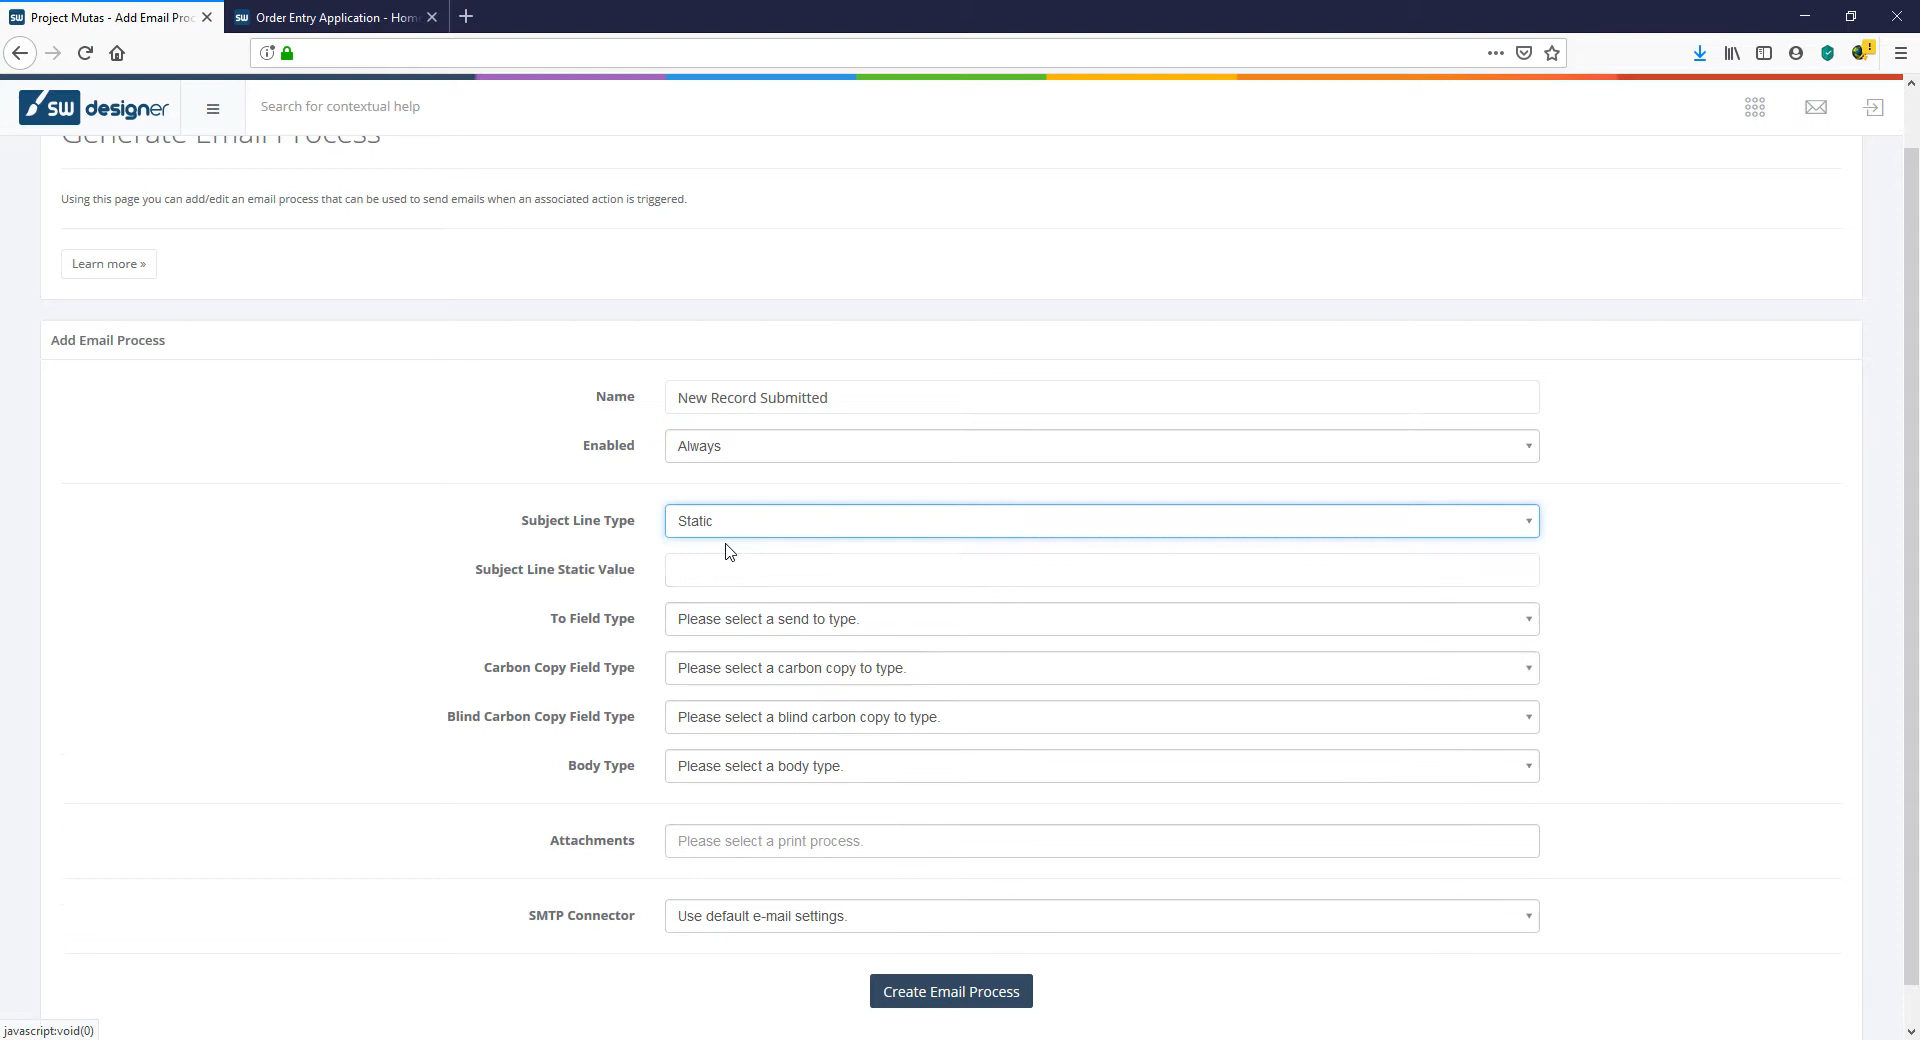 Project Mutas - Add Email Proc
Order Entry Application - Hom
SW designer
Search for contextual help
Generate Email Process
Using this page you can add/edit an email process that can be used to send emails when an associated action is triggered.
Learn more »
Add Email Process
Name
New Record Submitted
Enabled
Always
Subject Line Type
Static
Subject Line Static Value
To Field Type
Please select a send to type.
Carbon Copy Field Type
Please select a carbon copy to type.
Blind Carbon Copy Field Type
Please select a blind carbon copy to type.
Body Type
Please select a body type.
Attachments
Please select a print process.
SMTP Connector
Use default e-mail settings.
Create Email Process
javascript:void(0)